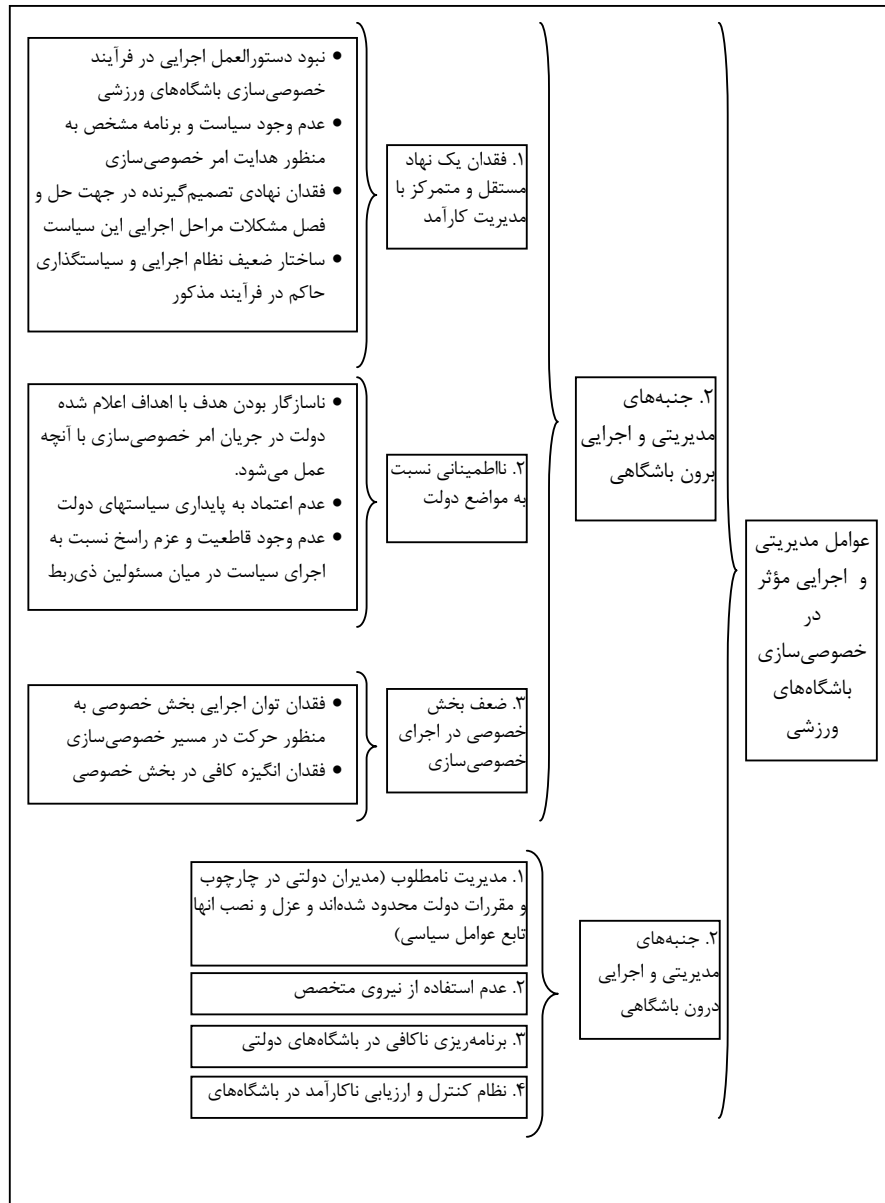 عوامل مدیریتی
و اجرایی مؤثر
در
خصوصی‌سازی
باشگاه‌های
ورزشی
۲. جنبه‌های
مدیریتی و اجرایی
برون باشگاهی
۱. فقدان یک نهاد
مستقل و متمرکز با
مدیریت کارآمد
● نبود دستورالعمل اجرایی در فرآیند
خصوصی‌سازی باشگاه‌های ورزشی
● عدم وجود سیاست و برنامه مشخص به
منظور هدایت امر خصوصی‌سازی
● فقدان نهادی تصمیم‌گیرنده در جهت حل و
فصل مشکلات مراحل اجرایی این سیاست
● ساختار ضعیف نظام اجرایی و سیاستگذاری
حاکم در فرآیند مذکور
۲. نااطمینانی نسبت
به مواضع دولت
● ناسازگار بودن هدف با اهداف اعلام شده
دولت در جریان امر خصوصی‌سازی با آنچه
عمل می‌شود.
● عدم اعتماد به پایداری سیاستهای دولت
● عدم وجود قاطعیت و عزم راسخ نسبت به
اجرای سیاست در میان مسئولین ذی‌ربط
۳. ضعف بخش
خصوصی در اجرای
خصوصی‌سازی
● فقدان توان اجرایی بخش خصوصی به
منظور حرکت در مسیر خصوصی‌سازی
● فقدان انگیزه کافی در بخش خصوصی
۲. جنبه‌های
مدیریتی و اجرایی
درون باشگاهی
۱. مدیریت نامطلوب (مدیران دولتی در چارچوب
و مقررات دولت محدود شده‌اند و عزل و نصب انها
تابع عوامل سیاسی)
۲. عدم استفاده از نیروی متخصص
۳. برنامه‌ریزی ناکافی در باشگاه‌های دولتی
۴. نظام کنترل و ارزیابی ناکارآمد در باشگاه‌های